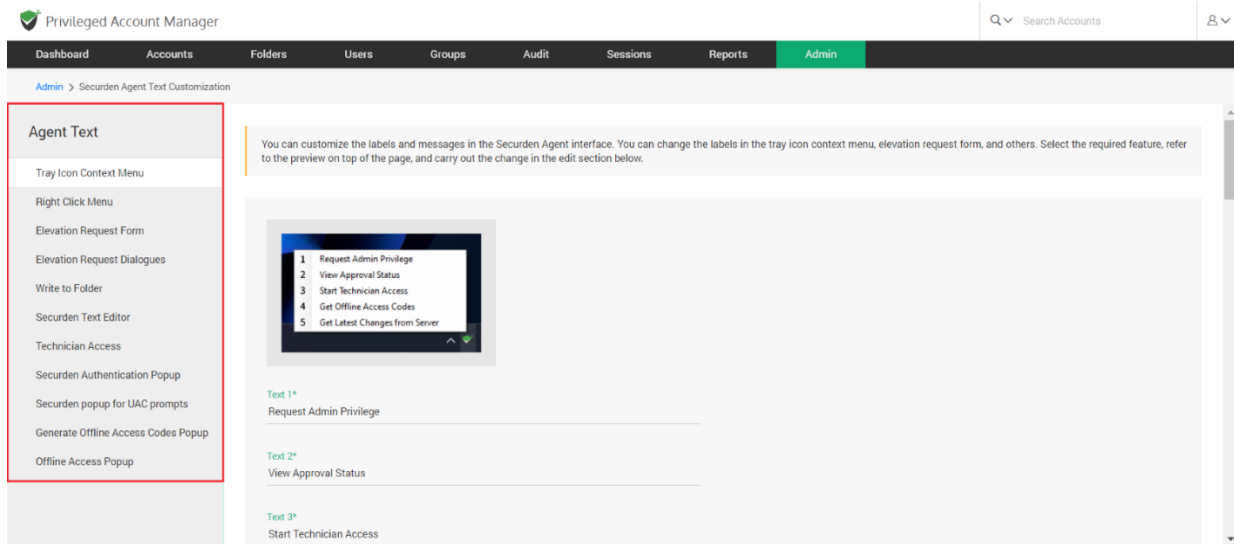 Privileged Account Manager
Search Accounts
Dashboard Accounts Folders Users Groups Audit Sessions Reports Admin
Admin > Securden Agent Text Customization
Agent Text
Tray Icon Context Menu
Right Click Menu
Elevation Request Form
Elevation Request Dialogues
Write to Folder
Securden Text Editor
Technician Access
Securden Authentication Popup
Securden popup for UAC prompts
Generate Offline Access Codes Popup
Offline Access Popup
You can customize the labels and messages in the Securden Agent interface. You can change the labels in the tray icon context menu, elevation request form, and others. Select the required feature, refer
to the preview on top of the page, and carry out the change in the edit section below.
1 Request Admin Privilege
2 View Approval Status
3 Start Technician Access
4 Get Offline Access Codes
5 Get Latest Changes from Server
Text 1*
Request Admin Privilege
Text 2*
View Approval Status
Text 3*
Start Technician Access